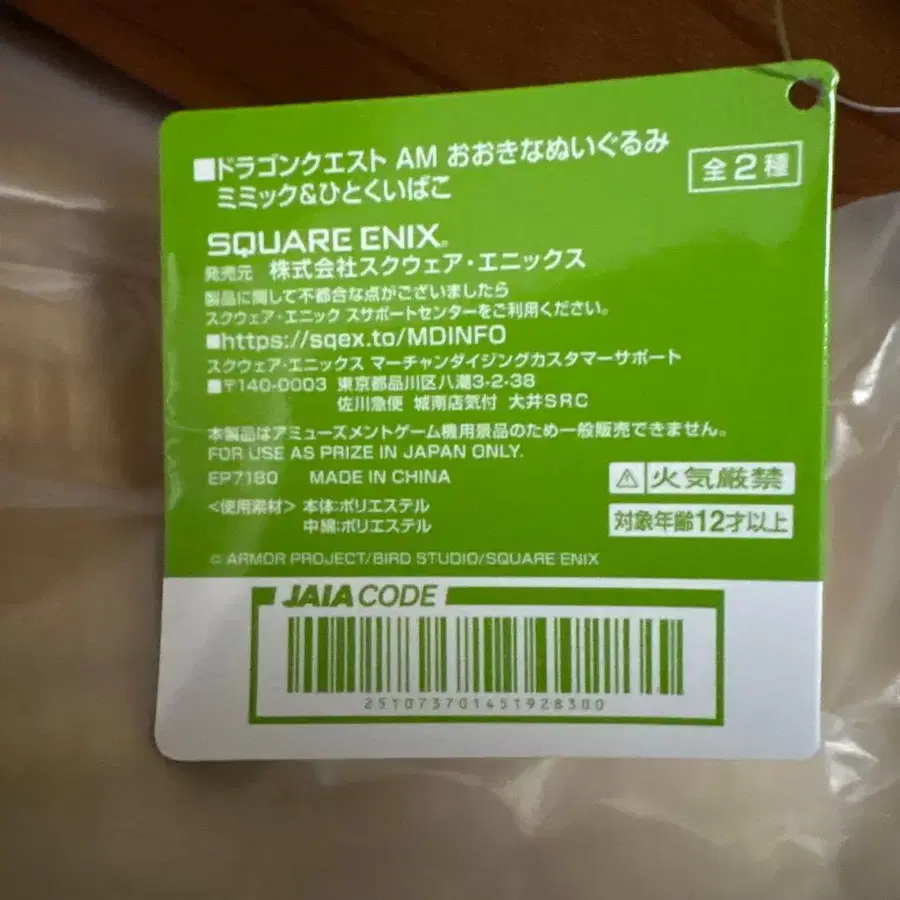 ■ドラゴンクエスト AM おおきなぬいぐるみ
ミミック&ひとくいばこ
全2種
SQUARE ENIX®
発売元 株式会社スクウェア・エニックス
製品に関して不都合な点がございましたら
スクウェア・エニックス サポートセンターをご利用ください。
■https://sqex.to/MDINFO
スクウェア・エニックス マーチャンダイジングカスタマーサポート
■〒140-0003 東京都品川区八潮3-2-38
佐川急便 城南店気付 大井SRC
本製品はアミューズメントゲーム機用景品のため一般販売できません。
FOR USE AS PRIZE IN JAPAN ONLY.
EP7180 MADE IN CHINA
⚠火気厳禁
<使用素材> 本体:ポリエステル
中綿:ポリエステル
対象年齢12才以上
© ARMOR PROJECT/BIRD STUDIO/SQUARE ENIX
JAIA CODE
251073701451928300